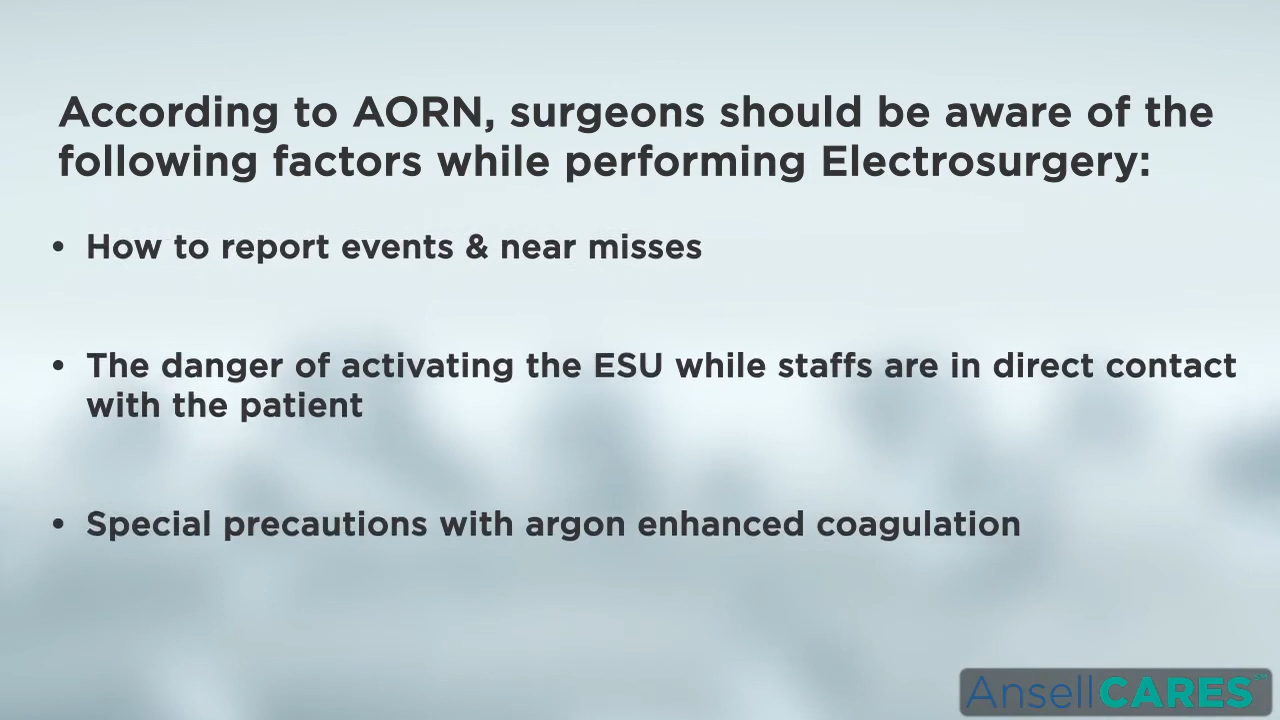 According to AORN, surgeons should be aware of the
following factors while performing Electrosurgery:
• How to report events & near misses
• The danger of activating the ESU while staffs are in direct contact
with the patient
• Special precautions with argon enhanced coagulation
AnsellCARES℠